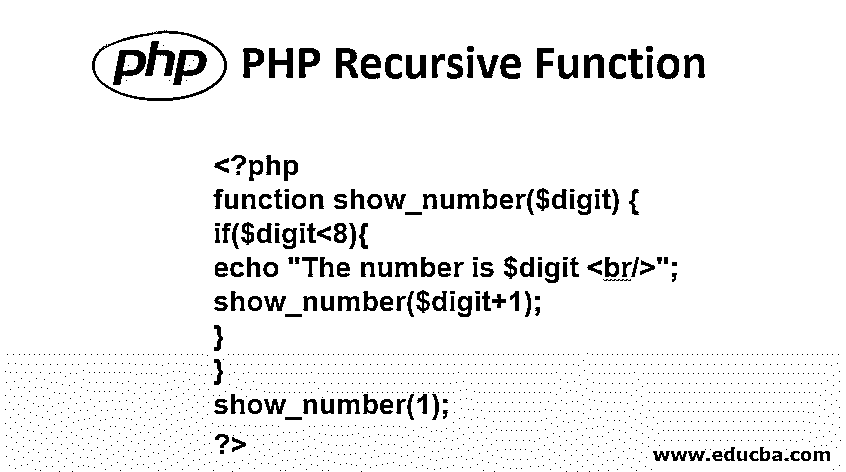 php PHP Recursive Function
<?php
function show_number($digit) {
if($digit<8){
echo "The number is $digit <br/>";
show_number($digit+1);
}
}
show_number(1);
?>
www.educba.com